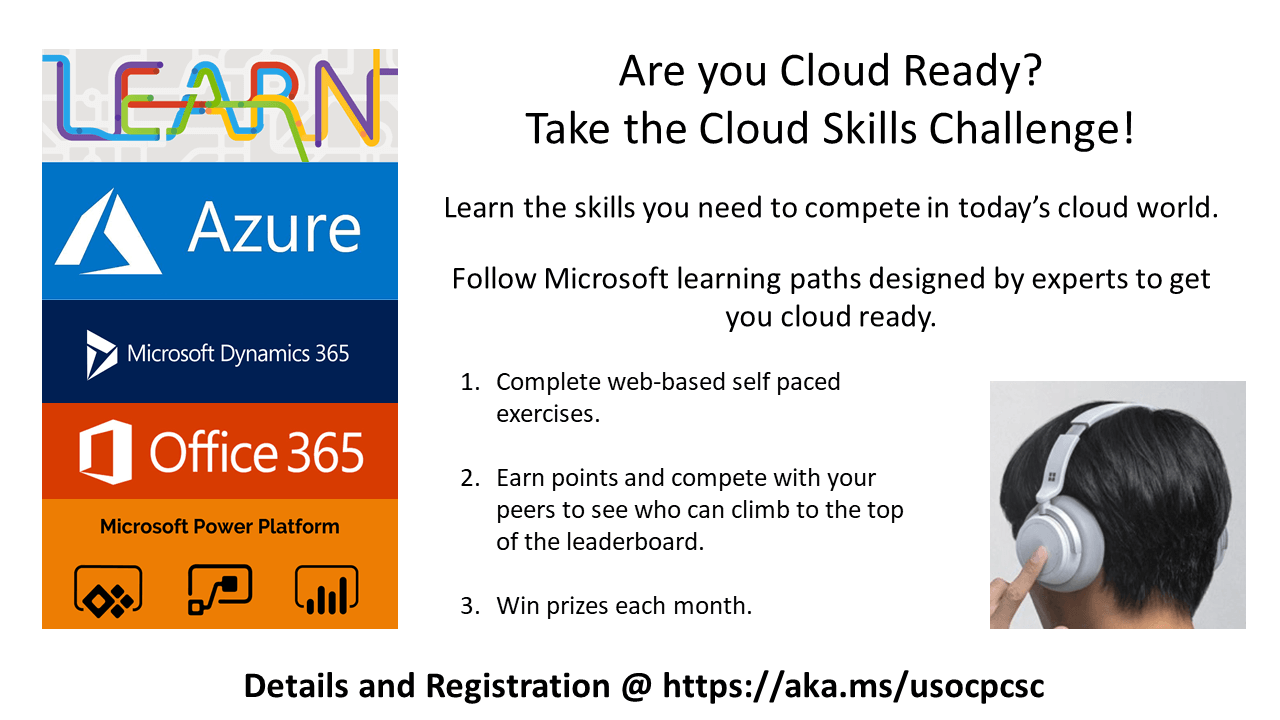 LEARN
Azure
Microsoft Dynamics 365
Office 365
Microsoft Power Platform
Are you Cloud Ready?
Take the Cloud Skills Challenge!
Learn the skills you need to compete in today’s cloud world.
Follow Microsoft learning paths designed by experts to get
you cloud ready.
1. Complete web-based self paced
exercises.
2. Earn points and compete with your
peers to see who can climb to the top
of the leaderboard.
3. Win prizes each month.
Details and Registration @ https://aka.ms/usocpcsc